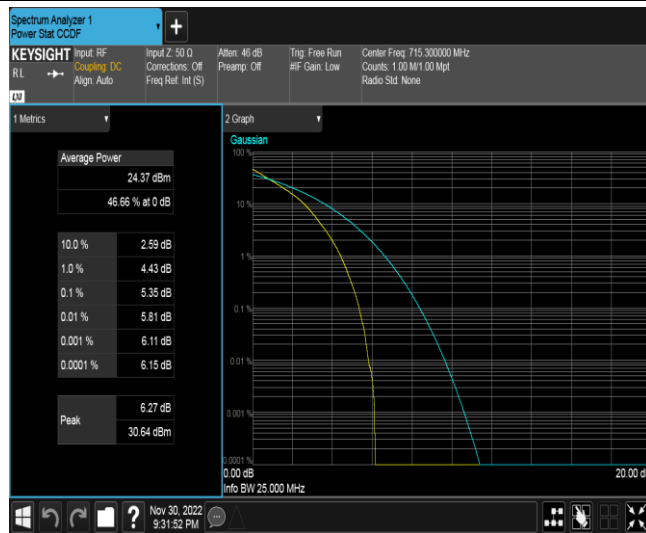 Spectrum Analyzer 1
Power Stat CCDF
+
KEYSIGHT
RL
LXI
Input: RF
Coupling: DC
Align: Auto
Input Z: 50 Ω
Corrections: Off
Freq Ref: Int (S)
Atten: 46 dB
Preamp: Off
Trig: Free Run
#IF Gain: Low
Center Freq: 715.300000 MHz
Counts: 1.00 M/1.00 Mpt
Radio Std: None
1 Metrics
Average Power
24.37 dBm
46.66 % at 0 dB
10.0 % 2.59 dB
1.0 % 4.43 dB
0.1 % 5.35 dB
0.01 % 5.81 dB
0.001 % 6.11 dB
0.0001 % 6.15 dB
Peak
6.27 dB
30.64 dBm
2 Graph
Gaussian
100 %
10 %
1 %
0.1 %
0.01 %
0.001 %
0.0001 %
0.00 dB
20.00 d
Info BW 25.000 MHz
?
Nov 30, 2022
9:31:52 PM